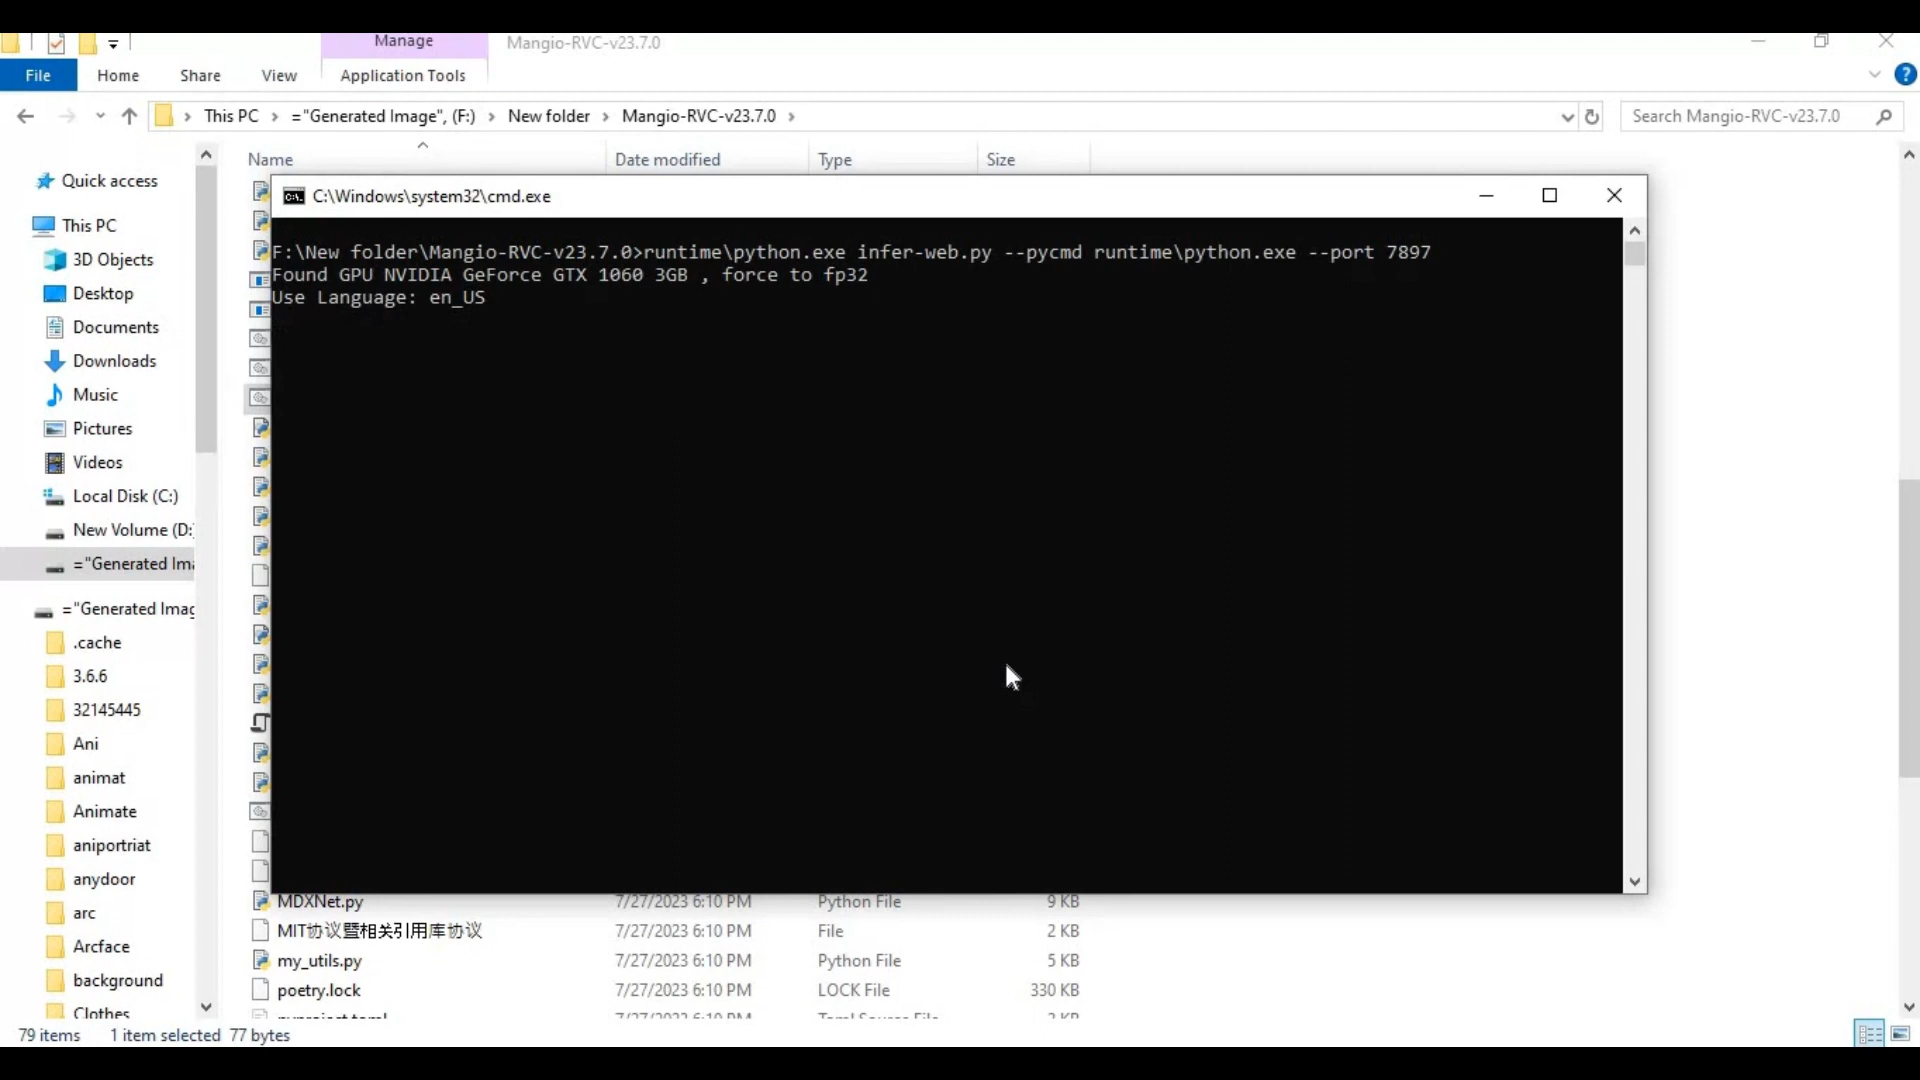 Manage
Mangio-RVC-v23.7.0
File
Home
Share
View
Application Tools
This PC
="Generated Image", (F:)
New folder
Mangio-RVC-v23.7.0
Search Mangio-RVC-v23.7.0
Name
Date modified
Type
Size
Quick access
This PC
3D Objects
Desktop
Documents
Downloads
Music
Pictures
Videos
Local Disk (C:)
New Volume (D:
="Generated Ima
="Generated Imag
.cache
3.6.6
32145445
Ani
animat
Animate
aniportriat
anydoor
arc
Arcface
background
Clothes
C:\Windows\system32\cmd.exe
F:\New folder\Mangio-RVC-v23.7.0>runtime\python.exe infer-web.py --pycmd runtime\python.exe --port 7897
Found GPU NVIDIA GeForce GTX 1060 3GB , force to fp32
Use Language: en_US
MDXNet.py 7/27/2023 6:10 PM Python File 9 KB
MIT协议暨相关引用库协议 7/27/2023 6:10 PM File 2 KB
my_utils.py 7/27/2023 6:10 PM Python File 5 KB
poetry.lock 7/27/2023 6:10 PM LOCK File 330 KB
79 items 1 item selected 77 bytes